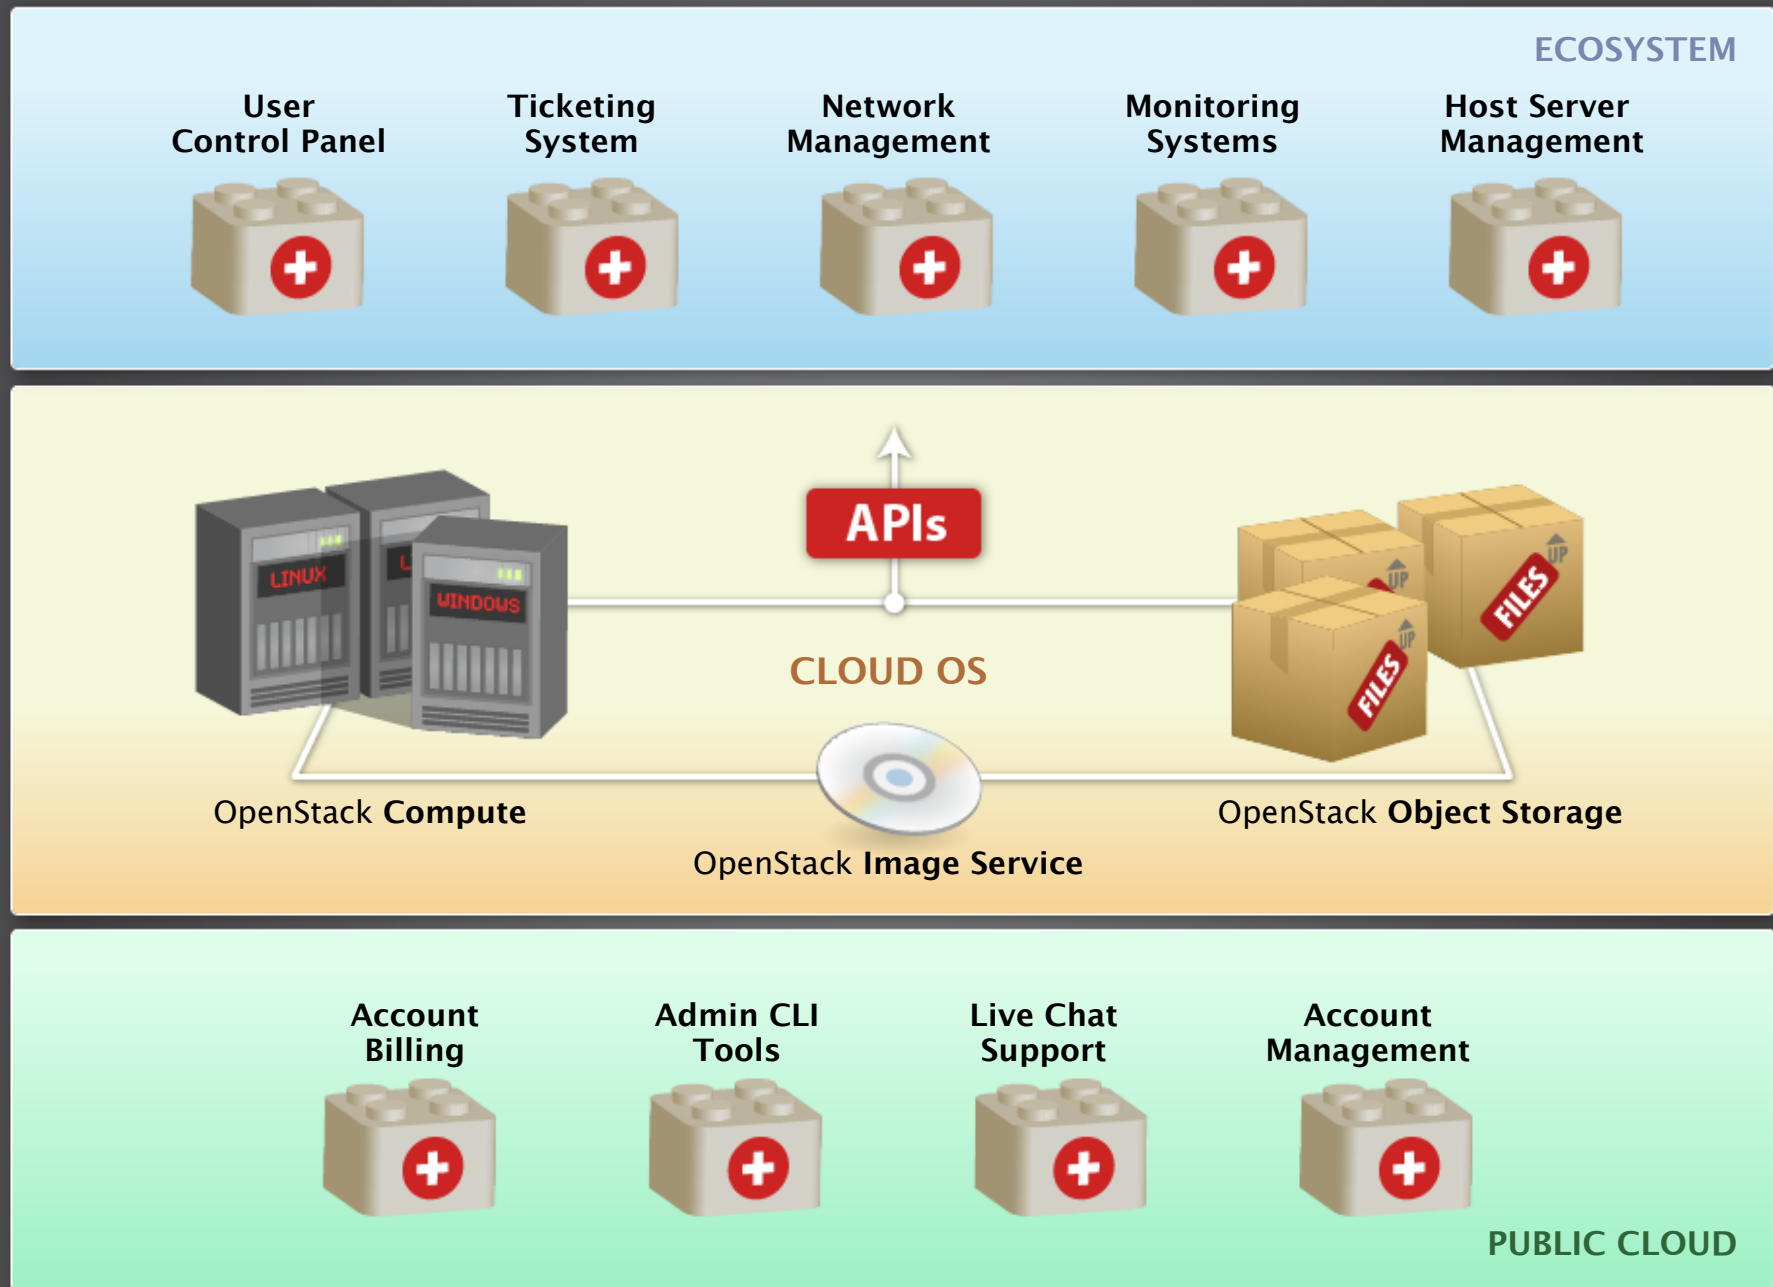 ECOSYSTEM
User
Control Panel
Ticketing
System
Network
Management
Monitoring
Systems
Host Server
Management
APIs
LINUX
L
WINDOWS
UP
UP
FILES
UP
FILES
CLOUD OS
OpenStack Compute
OpenStack Object Storage
OpenStack Image Service
Account
Billing
Admin CLI
Tools
Live Chat
Support
Account
Management
PUBLIC CLOUD